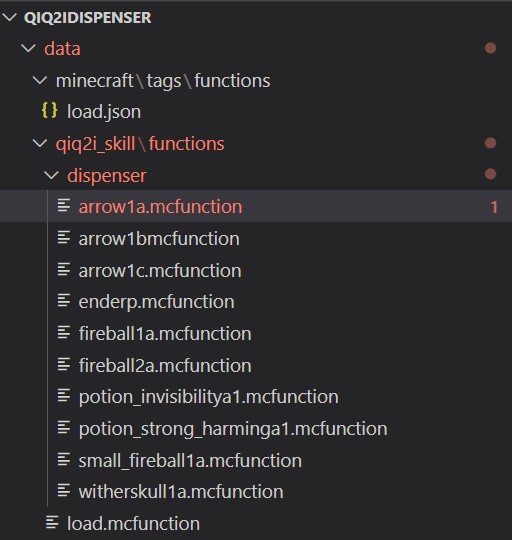 QIQ2IDISPENSER
data
minecraft\tags\functions
{} load.json
qiq2i_skill\functions
dispenser
arrow1a.mcfunction 1
arrow1bmcfunction
arrow1c.mcfunction
enderp.mcfunction
fireball1a.mcfunction
fireball2a.mcfunction
potion_invisibilitya1.mcfunction
potion_strong_harminga1.mcfunction
small_fireball1a.mcfunction
witherskull1a.mcfunction
load.mcfunction